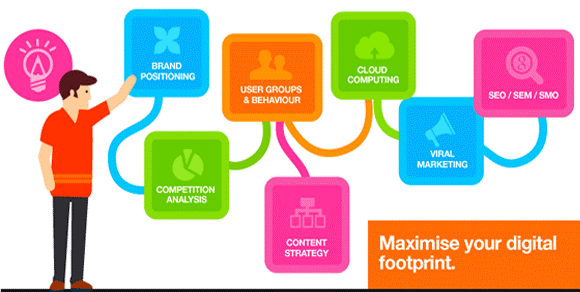 BRAND
POSITIONING
COMPETITION
ANALYSIS
USER GROUPS
& BEHAVIOUR
CONTENT
STRATEGY
CLOUD
COMPUTING
VIRAL
MARKETING
SEO / SEM / SMO
Maximise your digital
footprint.